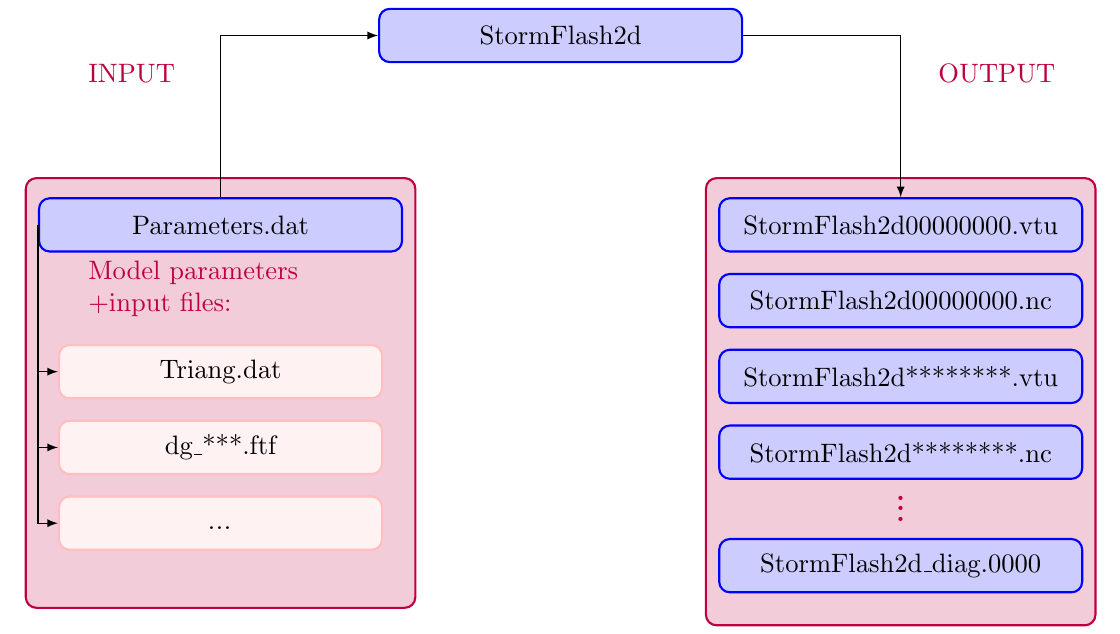 StormFlash2d
INPUT
OUTPUT
Parameters.dat
Model parameters
+input files:
Triang.dat
dg_***.ftf
...
StormFlash2d00000000.vtu
StormFlash2d00000000.nc
StormFlash2d********.vtu
StormFlash2d********.nc
⋮
StormFlash2d_diag.0000